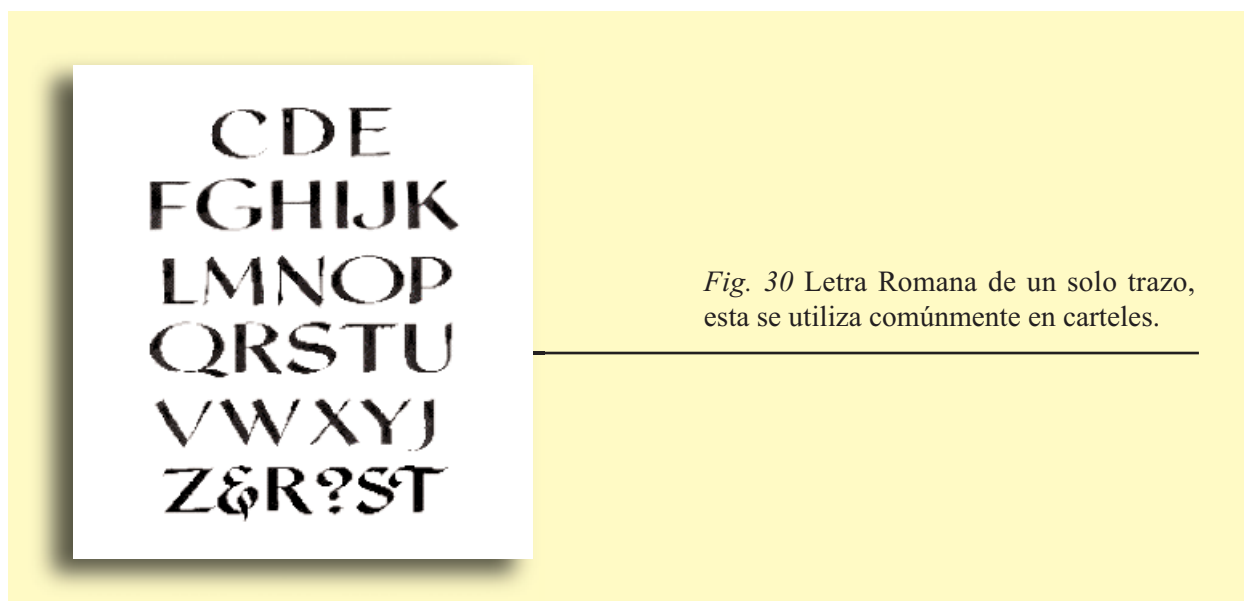 CDE
FGHIJK
LMNOP
QRSTU
VWXYJ
Z&R?ST
Fig. 30 Letra Romana de un solo trazo,
esta se utiliza comúnmente en carteles.